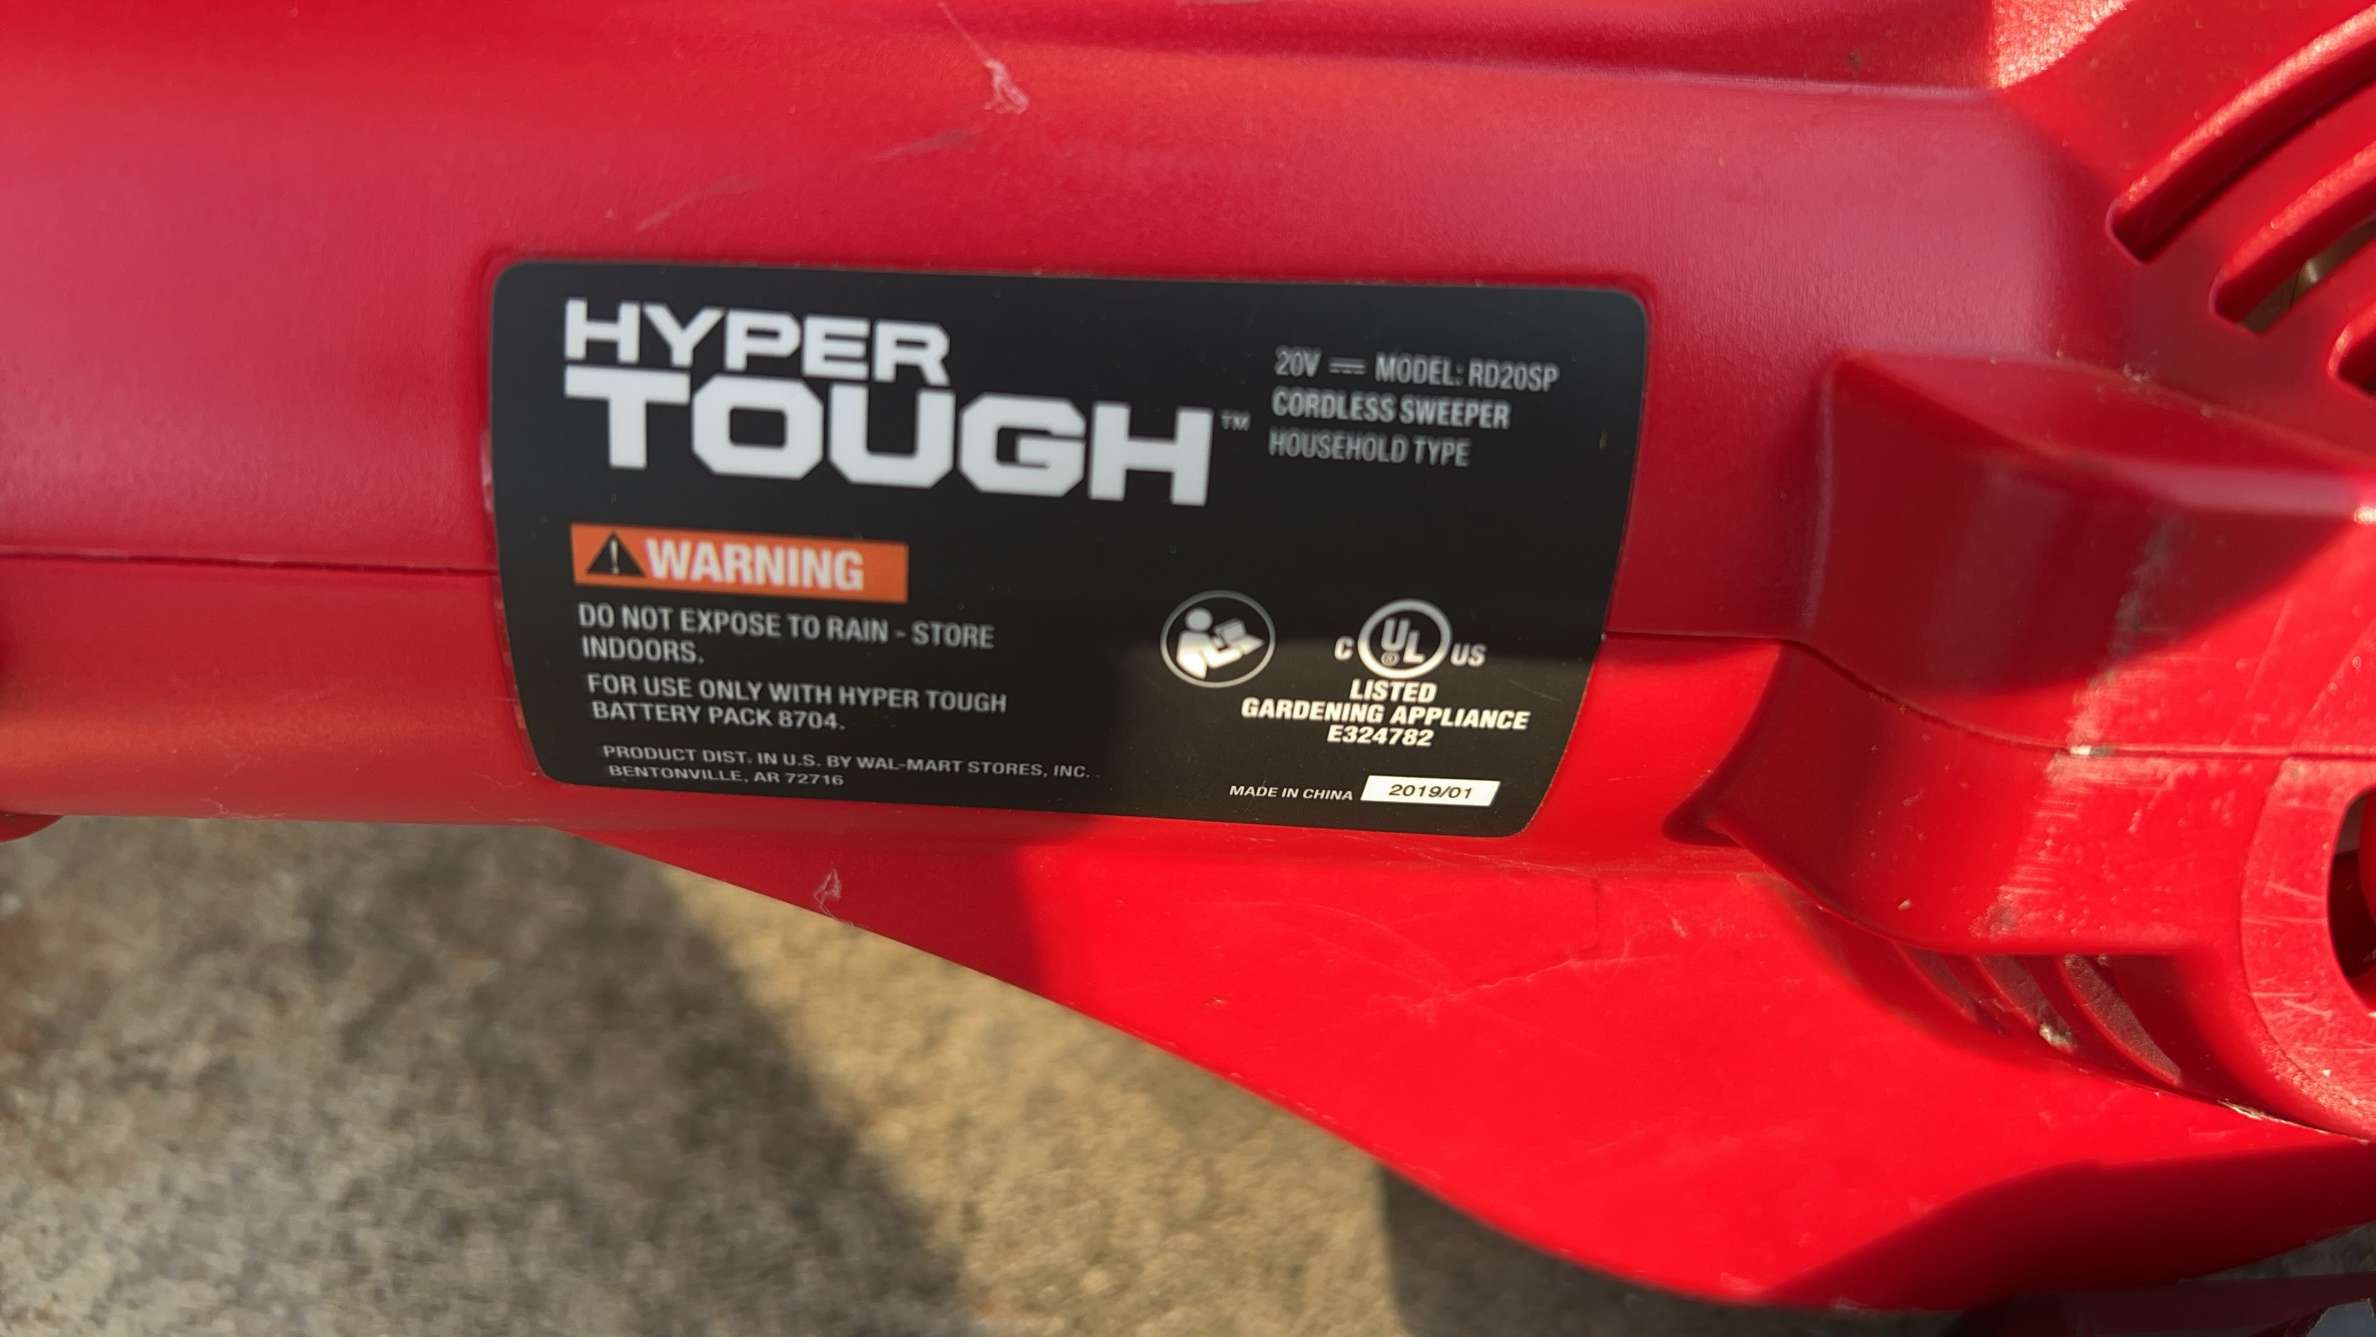 HYPER
TOUGH™
20V ⎓ MODEL: RD20SP
CORDLESS SWEEPER
HOUSEHOLD TYPE
WARNING
DO NOT EXPOSE TO RAIN - STORE
INDOORS.
FOR USE ONLY WITH HYPER TOUGH
BATTERY PACK 8704.
PRODUCT DIST. IN U.S. BY WAL-MART STORES, INC.
BENTONVILLE, AR 72716
C UL US
LISTED
GARDENING APPLIANCE
E324782
MADE IN CHINA 2019/01